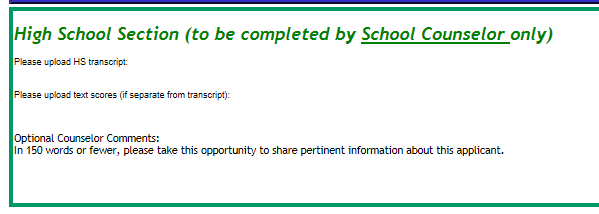 High School Section (to be completed by School Counselor only)
Please upload HS transcript:
Please upload text scores (if separate from transcript):
Optional Counselor Comments:
In 150 words or fewer, please take this opportunity to share pertinent information about this applicant.